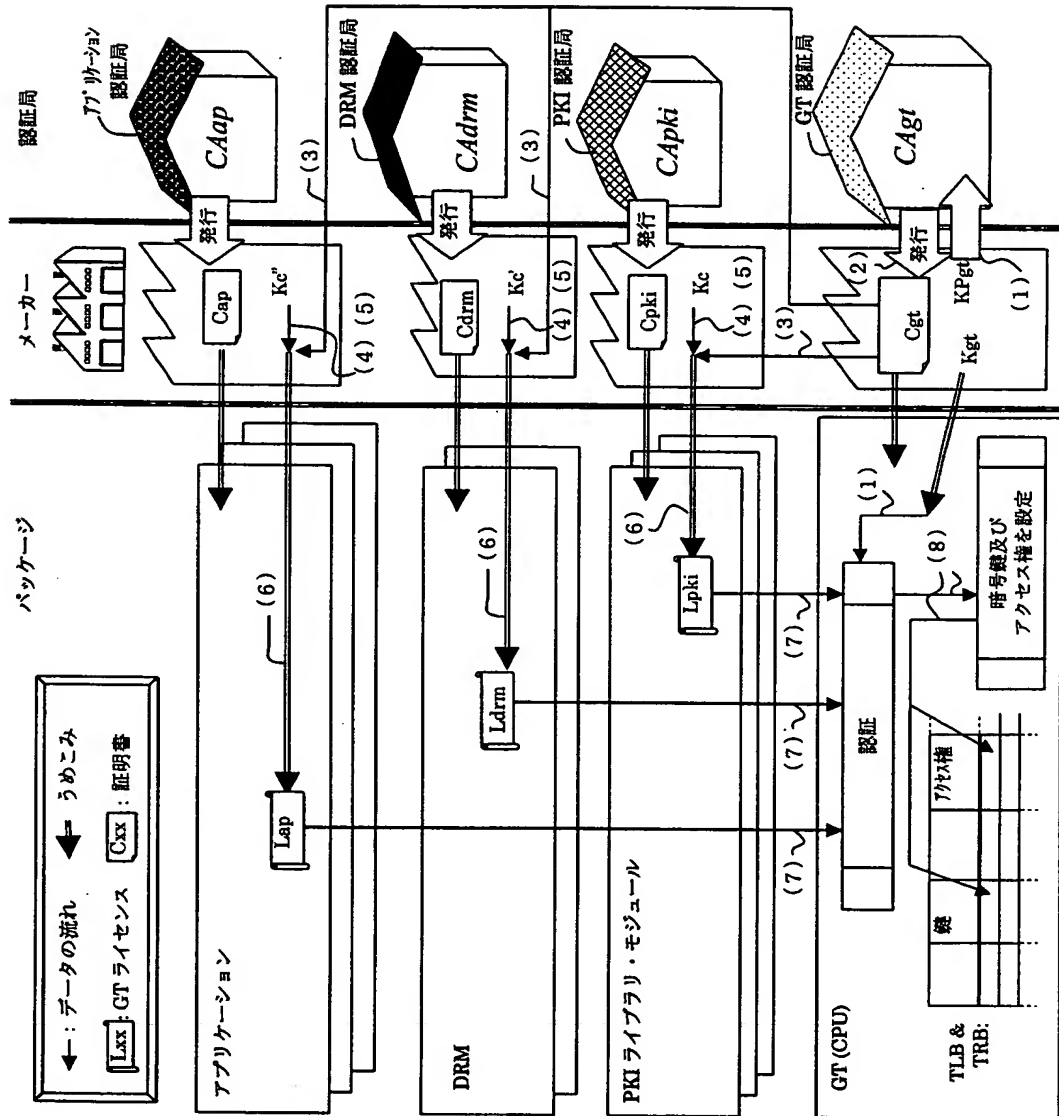 パッケージ
メーカー
認証局
←：データの流れ
⇐：うめこみ
Lxx：GTライセンス
Cxx：証明書
アプリケーション
Lap
(6)
Cap
Kc"
(4) (5)
発行
CAap
アプリケーション
認証局
(3)
DRM
Ldrm
(6)
Cdrm
Kc'
(4) (5)
発行
CAdrm
DRM 認証局
(3)
PKIライブラリ・モジュール
Lpki
(6)
Cpki
Kc
(4) (5)
発行
CApki
PKI 認証局
(3)
(7)
(7)
(7)
GT (CPU)
認証
(1)
(8)
暗号鍵及び
アクセス権を設定
TLB &
TRB:
鍵
アクセス権
Cgt
Kgt
(2)
発行
KPgt
(1)
CAgt
GT 認証局